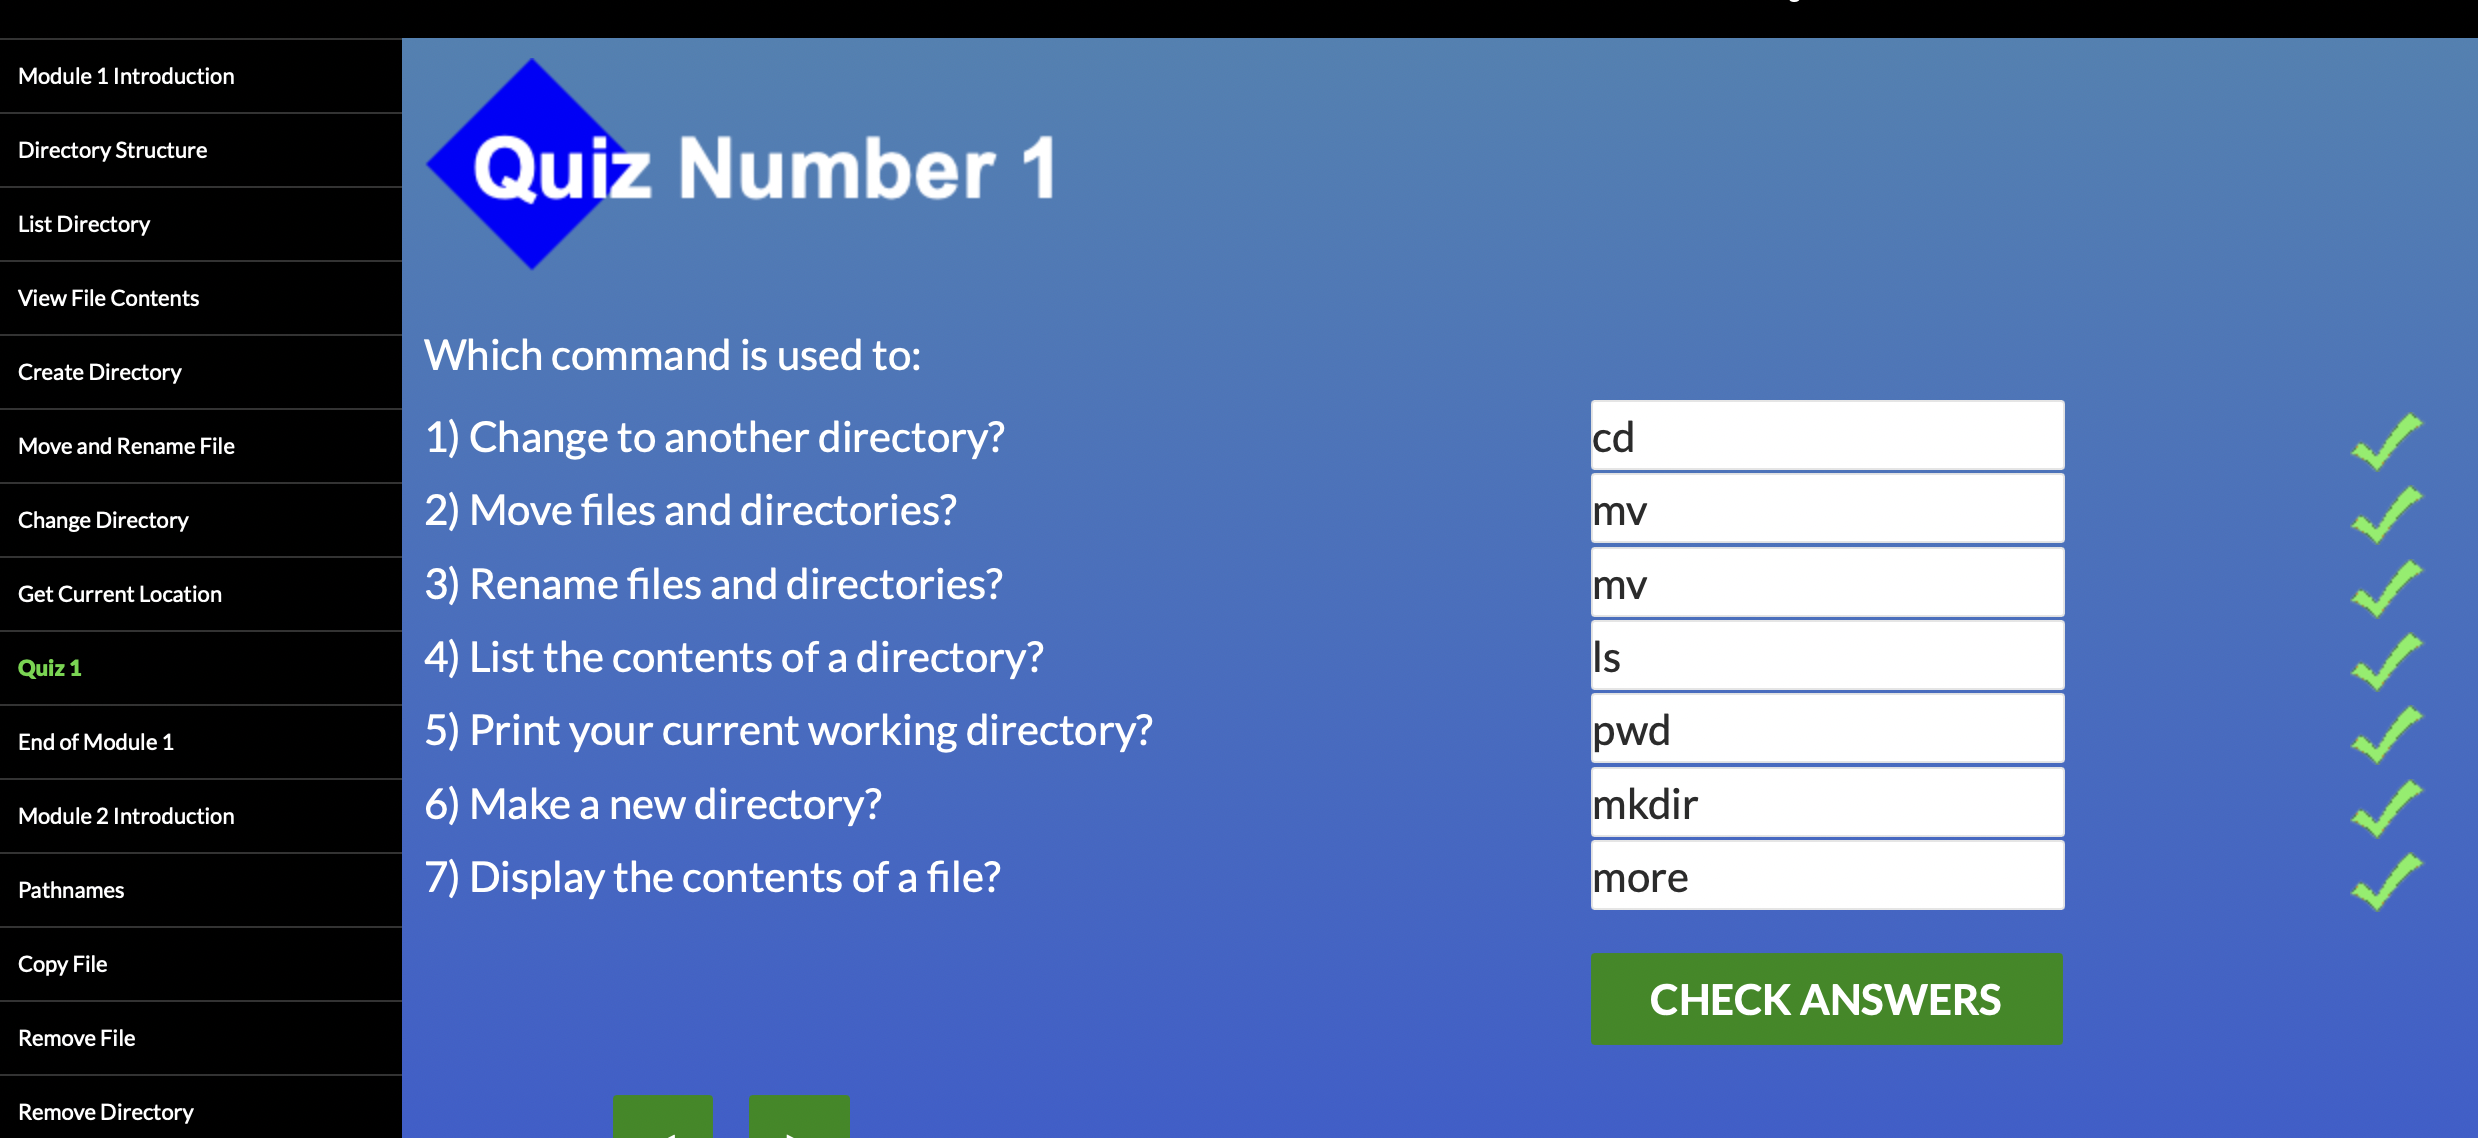 Module 1 Introduction
Directory Structure
List Directory
View File Contents
Create Directory
Move and Rename File
Change Directory
Get Current Location
Quiz 1
End of Module 1
Module 2 Introduction
Pathnames
Copy File
Remove File
Remove Directory
Quiz Number 1
Which command is used to:
1) Change to another directory? cd
2) Move files and directories? mv
3) Rename files and directories? mv
4) List the contents of a directory? ls
5) Print your current working directory? pwd
6) Make a new directory? mkdir
7) Display the contents of a file? more
CHECK ANSWERS